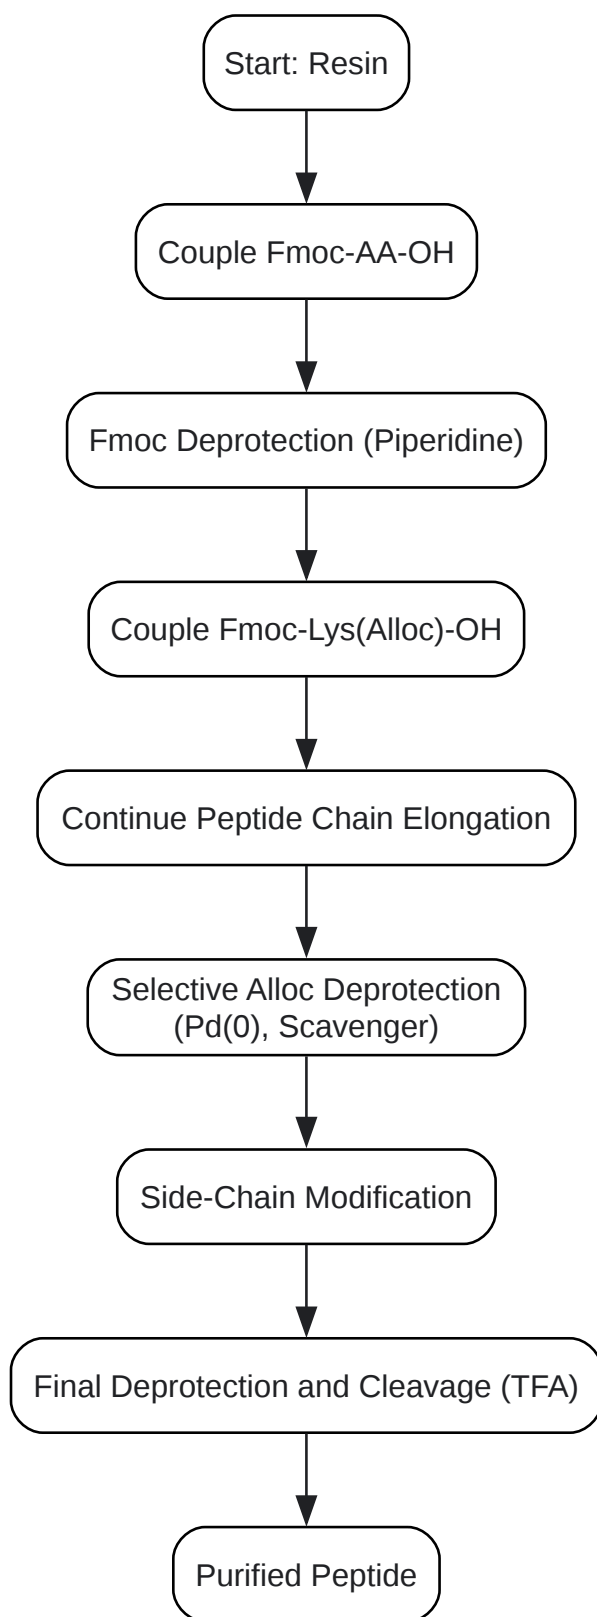 Start: Resin
Couple Fmoc-AA-OH
Fmoc Deprotection (Piperidine)
Couple Fmoc-Lys(Alloc)-OH
Continue Peptide Chain Elongation
Selective Alloc Deprotection
(Pd(0), Scavenger)
Side-Chain Modification
Final Deprotection and Cleavage (TFA)
Purified Peptide